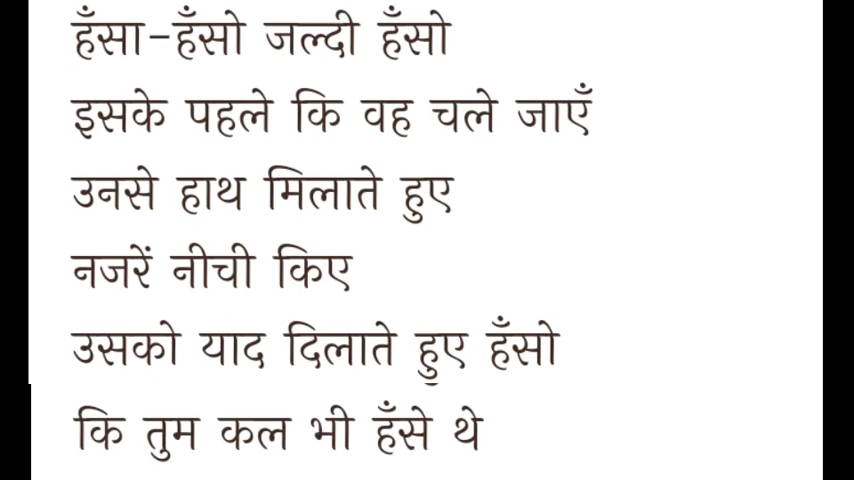 हँसा-हँसो जल्दी हँसो
इसके पहले कि वह चले जाएँ
उनसे हाथ मिलाते हुए
नजरें नीची किए
उसको याद दिलाते हुए हँसो
कि तुम कल भी हँसे थे